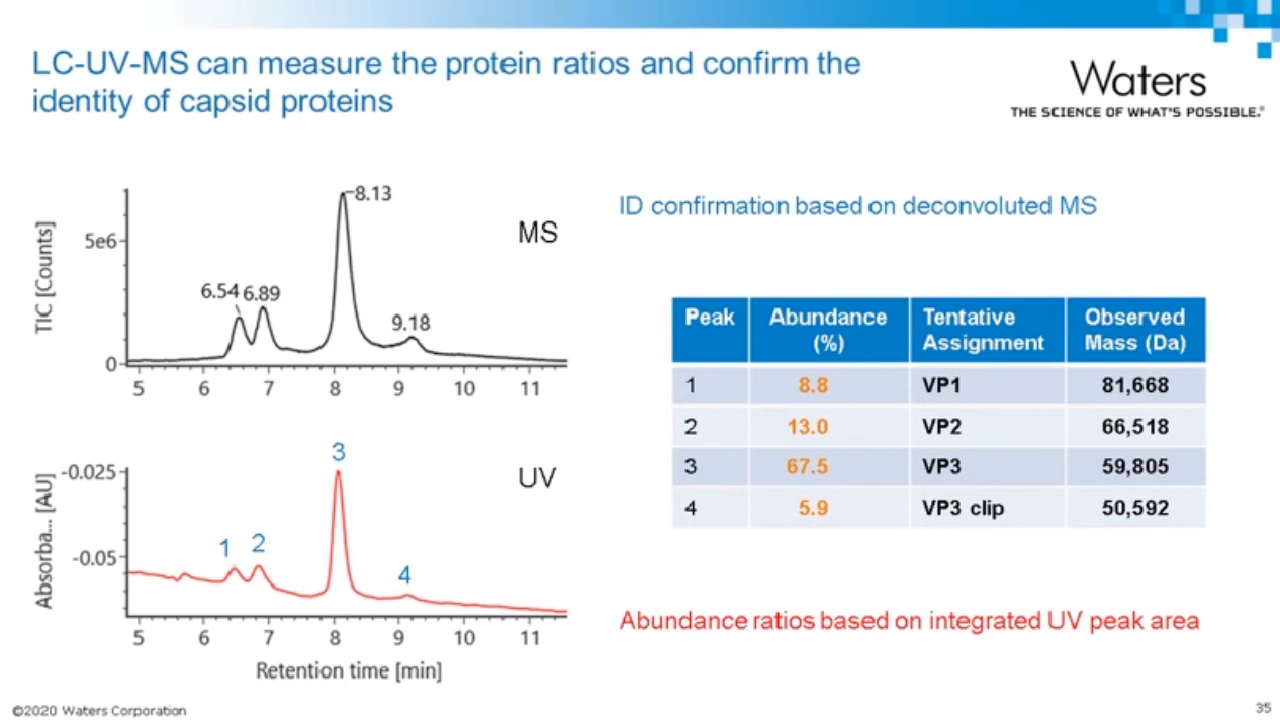 LC-UV-MS can measure the protein ratios and confirm the
identity of capsid proteins
Waters
THE SCIENCE OF WHAT'S POSSIBLE.®
TIC [Counts]
5e6
0
6.54
6.89
8.13
9.18
MS
5 6 7 8 9 10 11
Absorba... [AU]
-0.025
-0.05
1
2
3
4
UV
5 6 7 8 9 10 11
Retention time [min]
ID confirmation based on deconvoluted MS
Peak Abundance (%) Tentative Assignment Observed Mass (Da)
1 8.8 VP1 81,668
2 13.0 VP2 66,518
3 67.5 VP3 59,805
4 5.9 VP3 clip 50,592
Abundance ratios based on integrated UV peak area
©2020 Waters Corporation
35